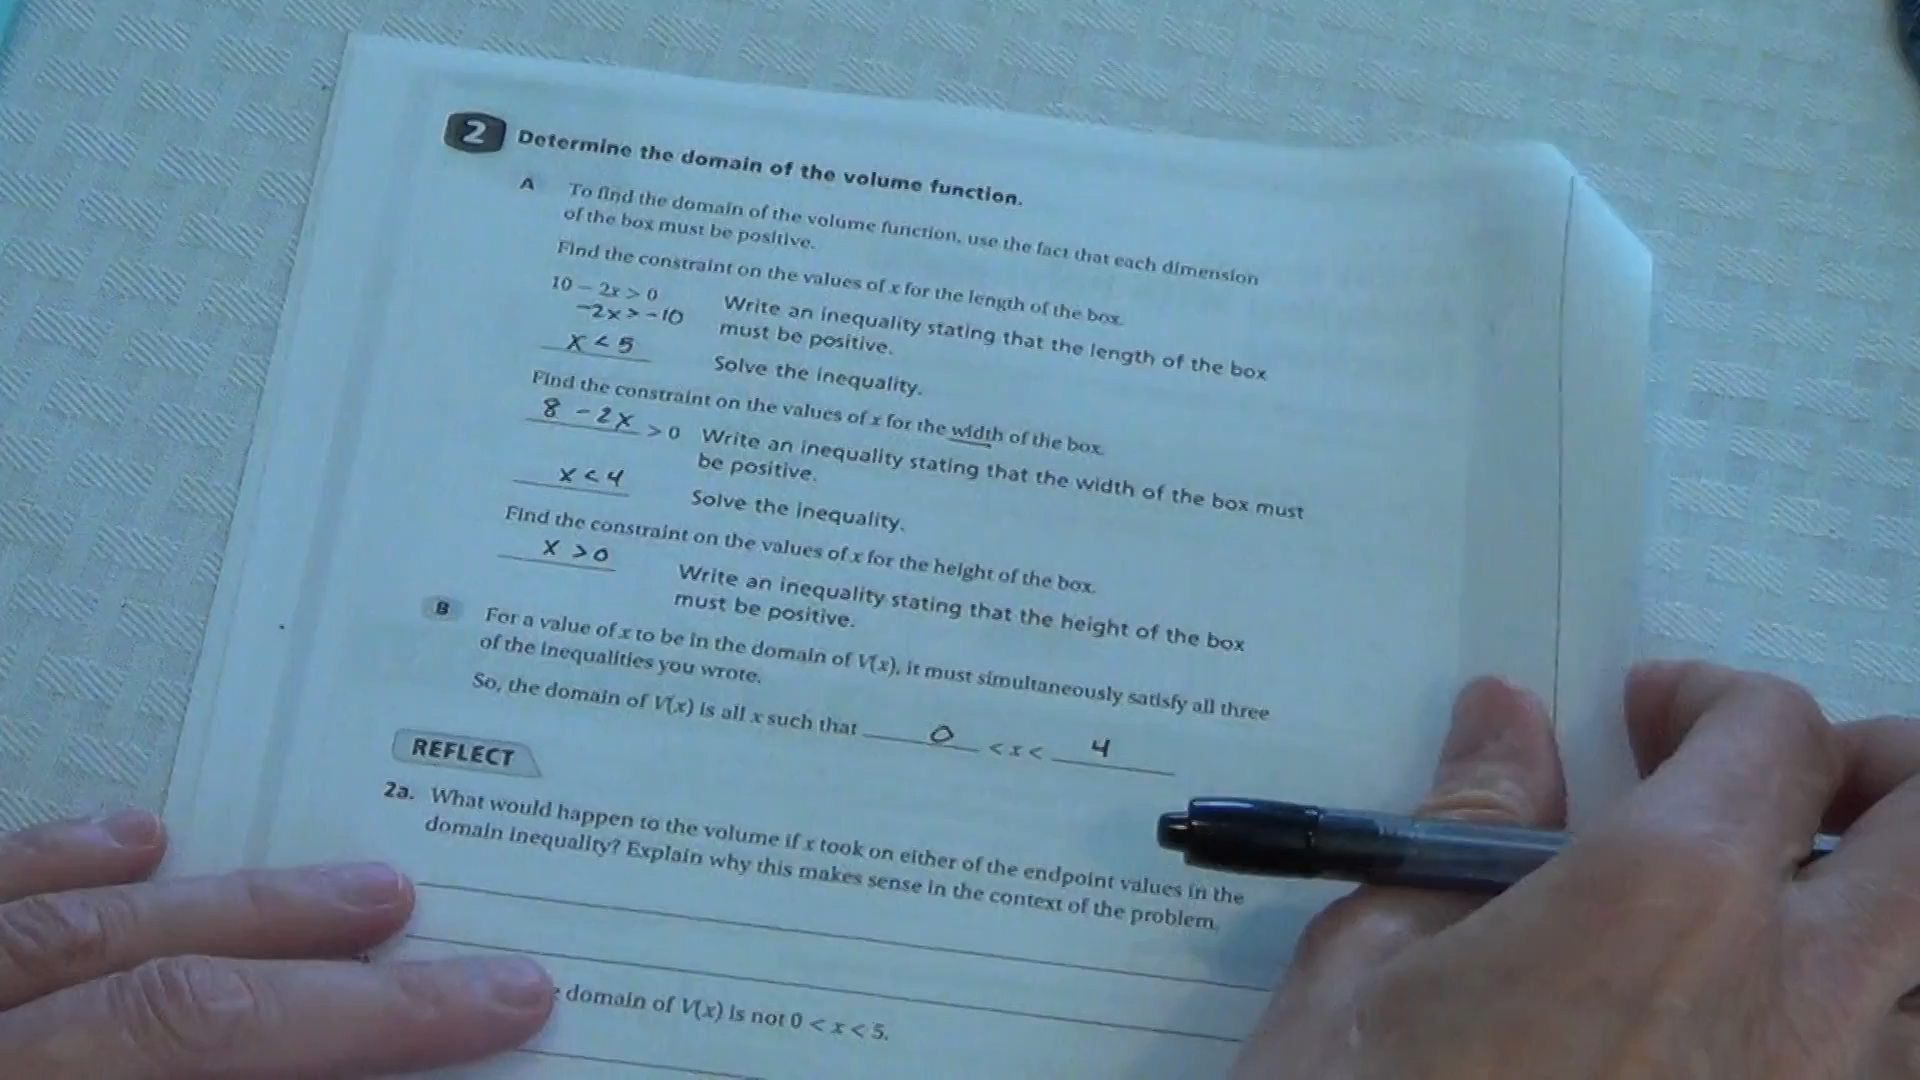 2 Determine the domain of the volume function.
A To find the domain of the volume function, use the fact that each dimension
of the box must be positive.
Find the constraint on the values of x for the length of the box.
10 − 2x > 0 Write an inequality stating that the length of the box
-2x > -10 must be positive.
x < 5 Solve the inequality.
Find the constraint on the values of x for the width of the box.
8 - 2x > 0 Write an inequality stating that the width of the box must
be positive.
x < 4 Solve the inequality.
Find the constraint on the values of x for the height of the box.
x > 0 Write an inequality stating that the height of the box
must be positive.
B For a value of x to be in the domain of V(x), it must simultaneously satisfy all three
of the inequalities you wrote.
So, the domain of V(x) is all x such that 0 < x < 4
REFLECT
2a. What would happen to the volume if x took on either of the endpoint values in the
domain inequality? Explain why this makes sense in the context of the problem.
domain of V(x) is not 0 < x < 5.